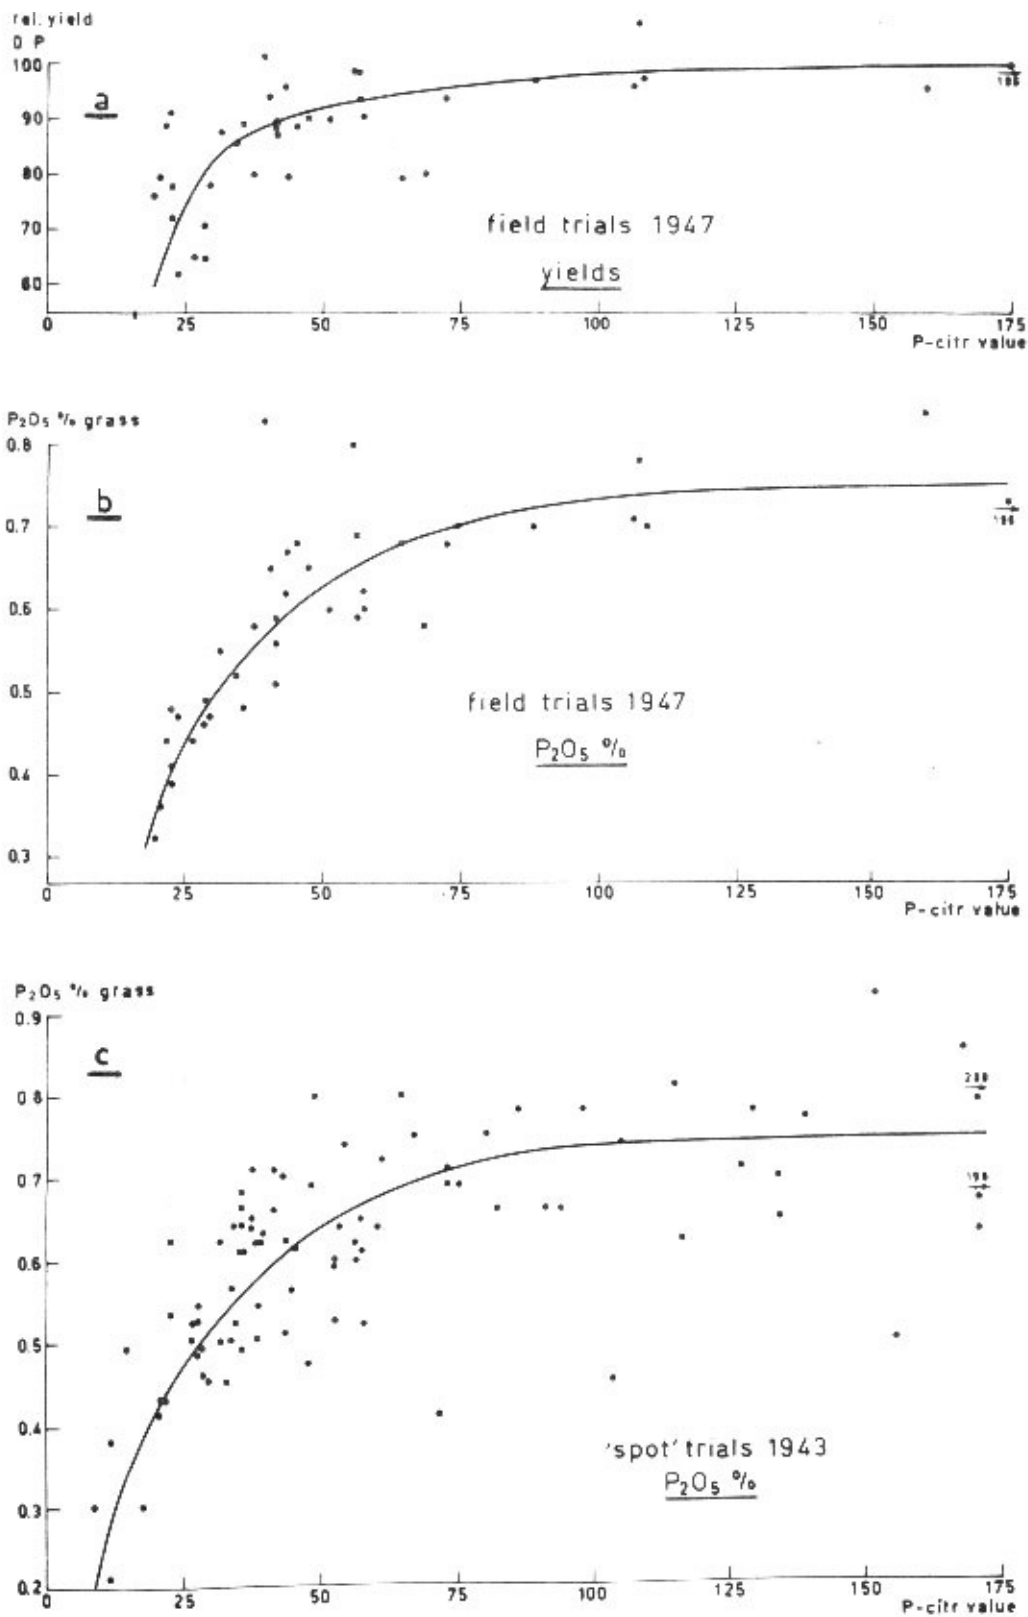 rel. yield
0 P
100
90
80
70
60
a
field trials 1947
yields
0 25 50 75 100 125 150 175
P-citr value
P₂O₅ % grass
0.8
0.7
0.6
0.5
0.4
0.3
b
field trials 1947
P₂O₅ %
0 25 50 75 100 125 150 175
P-citr value
P₂O₅ % grass
0.9
0.8
0.7
0.6
0.5
0.4
0.3
0.2
c
200
'spot' trials 1943
P₂O₅ %
0 25 50 75 100 125 150 175
P-citr value